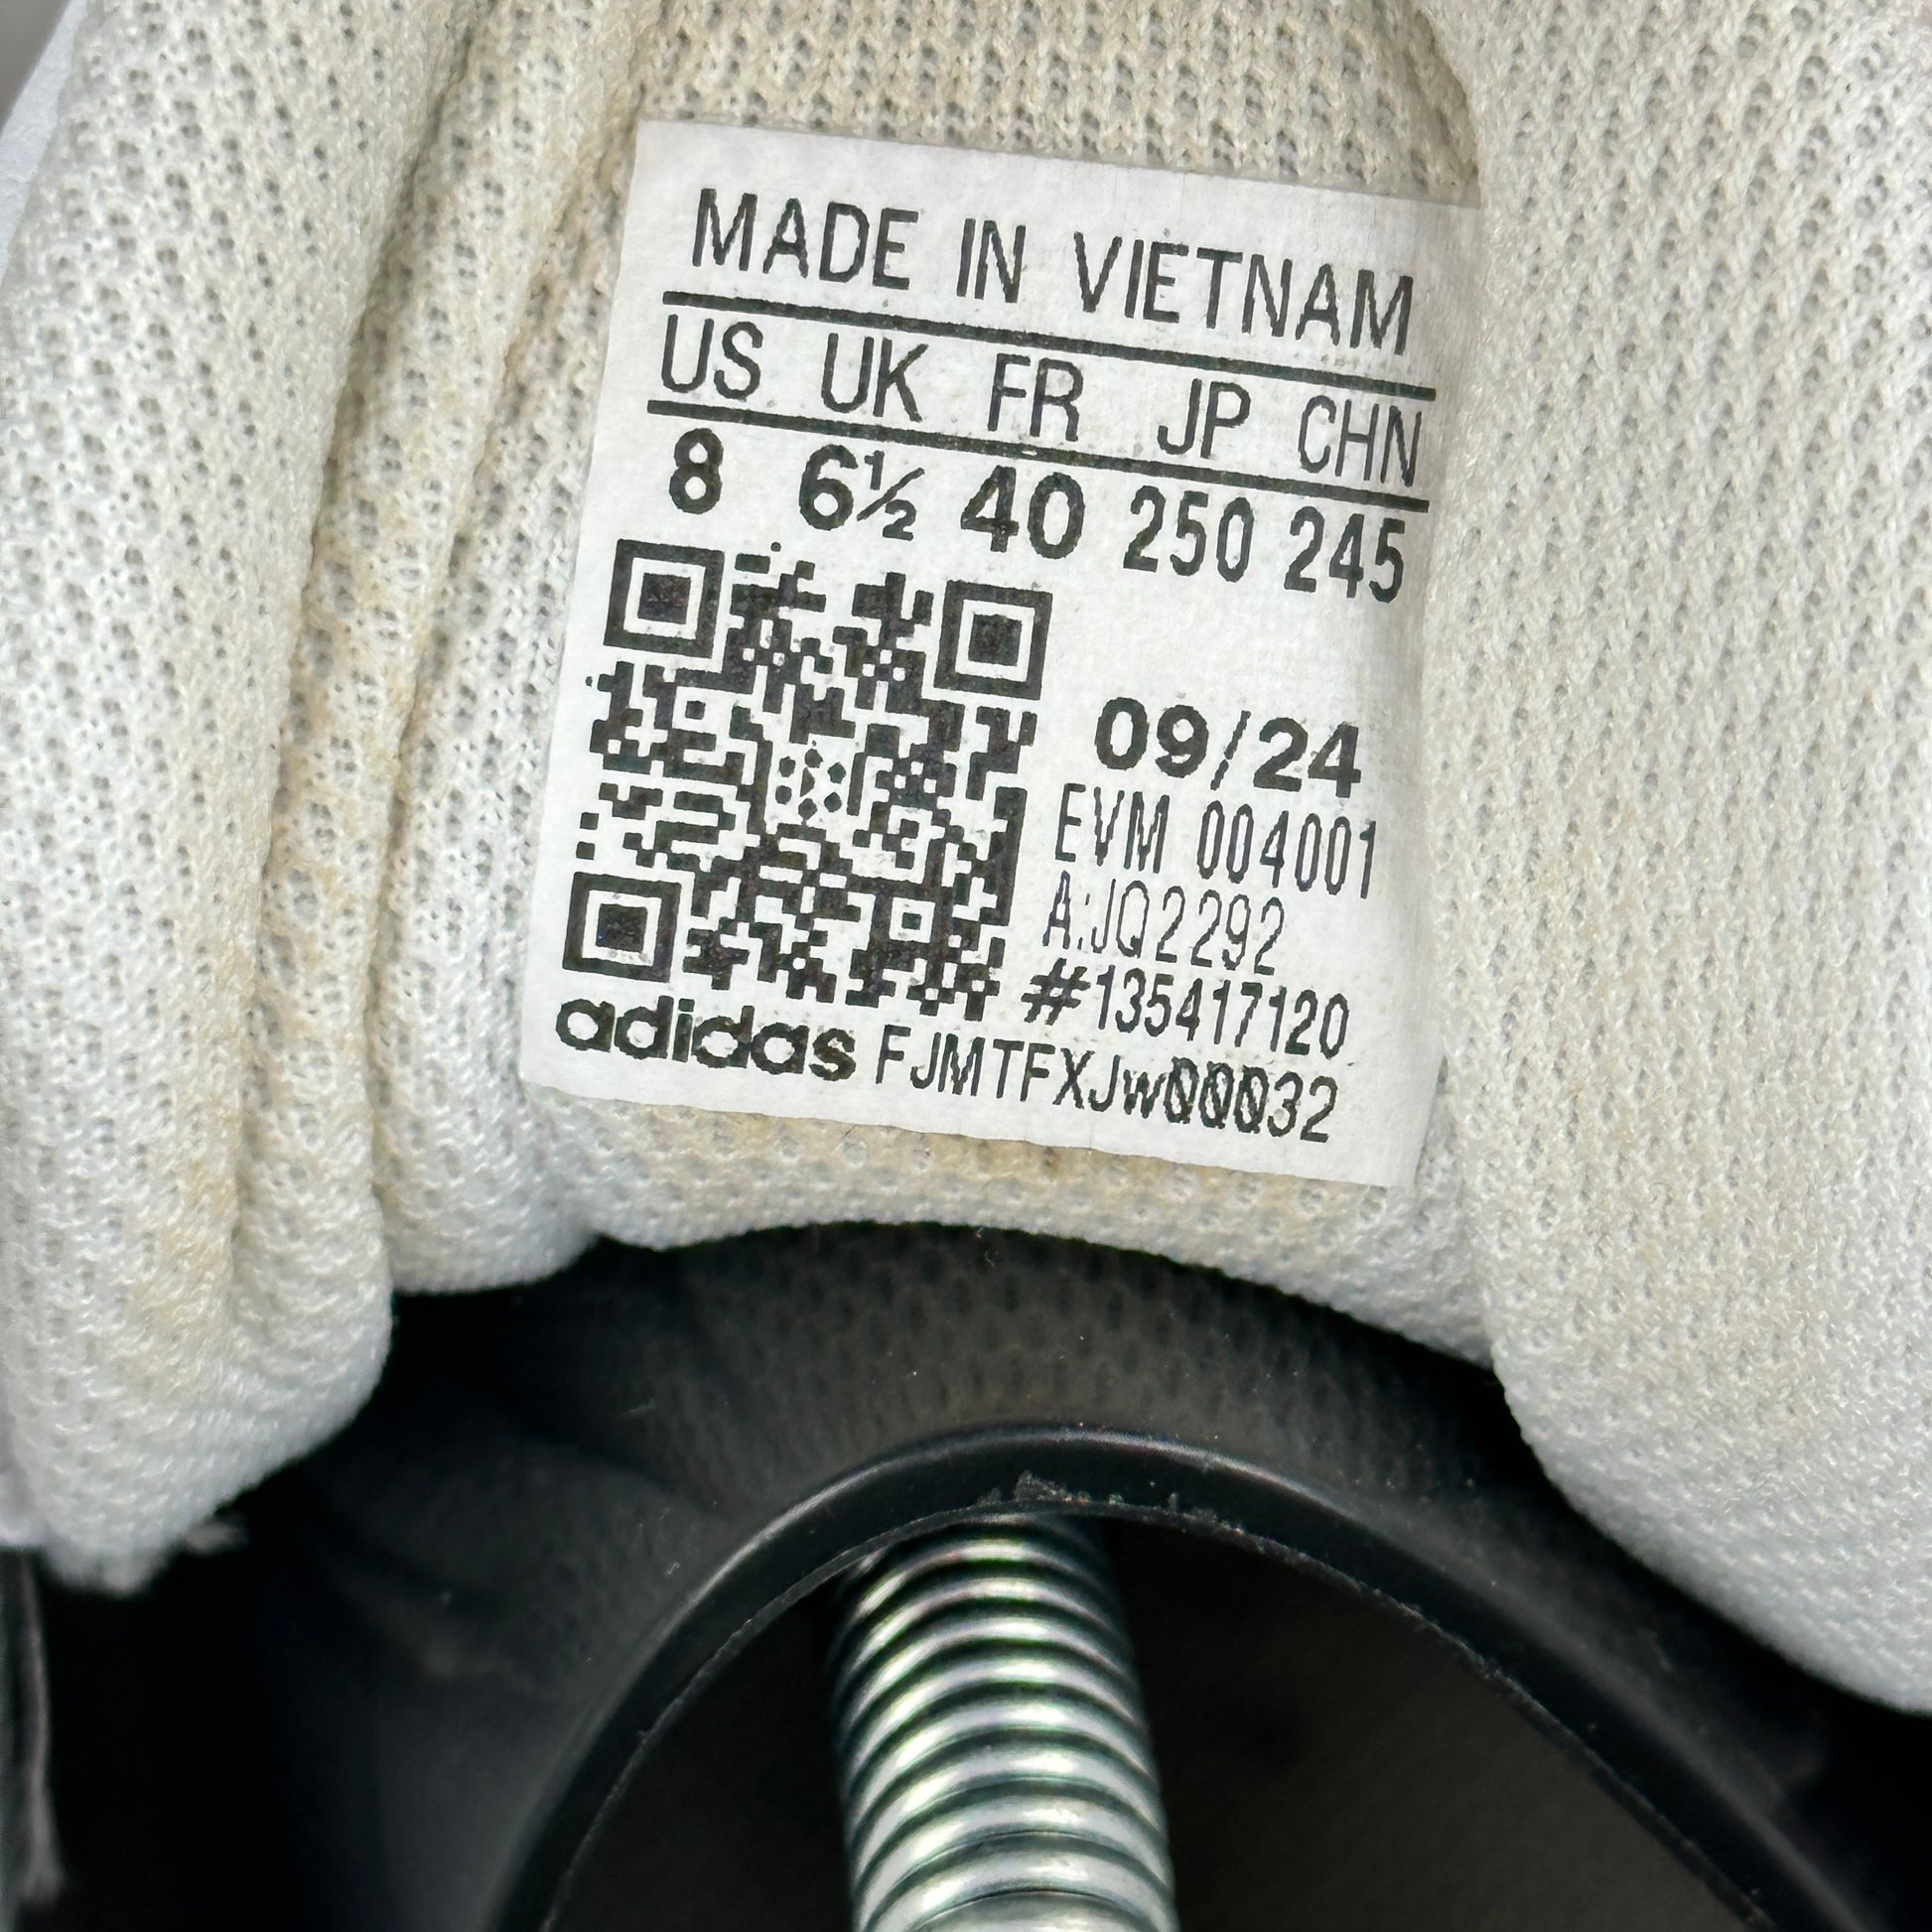 MADE IN VIETNAM
US UK FR JP CHN
8 6½ 40 250 245
09/24
EVM 004001
A:JQ2292
#135417120
adidas FJMTFXJw00032